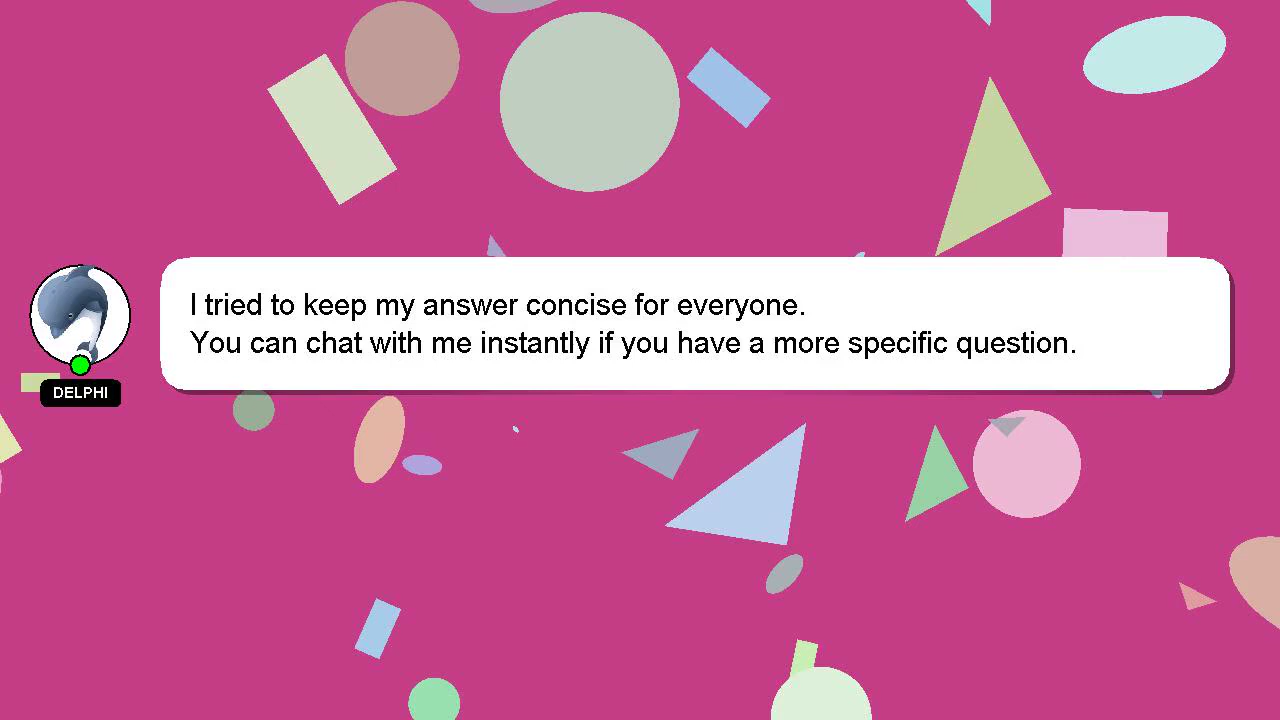 I tried to keep my answer concise for everyone.
You can chat with me instantly if you have a more specific question.
DELPHI